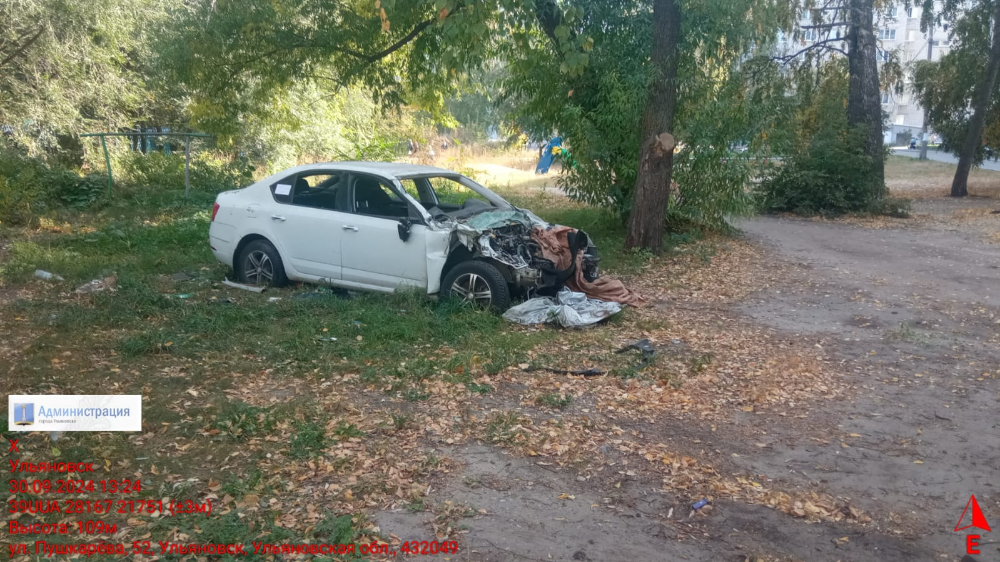 Администрация
города Ульяновска
X
Ульяновск
30.09.2024 13:24
39UUA 28167 21751 (±3м)
Высота: 109м
ул. Пушкарёва, 52, Ульяновск, Ульяновская обл., 432049
E